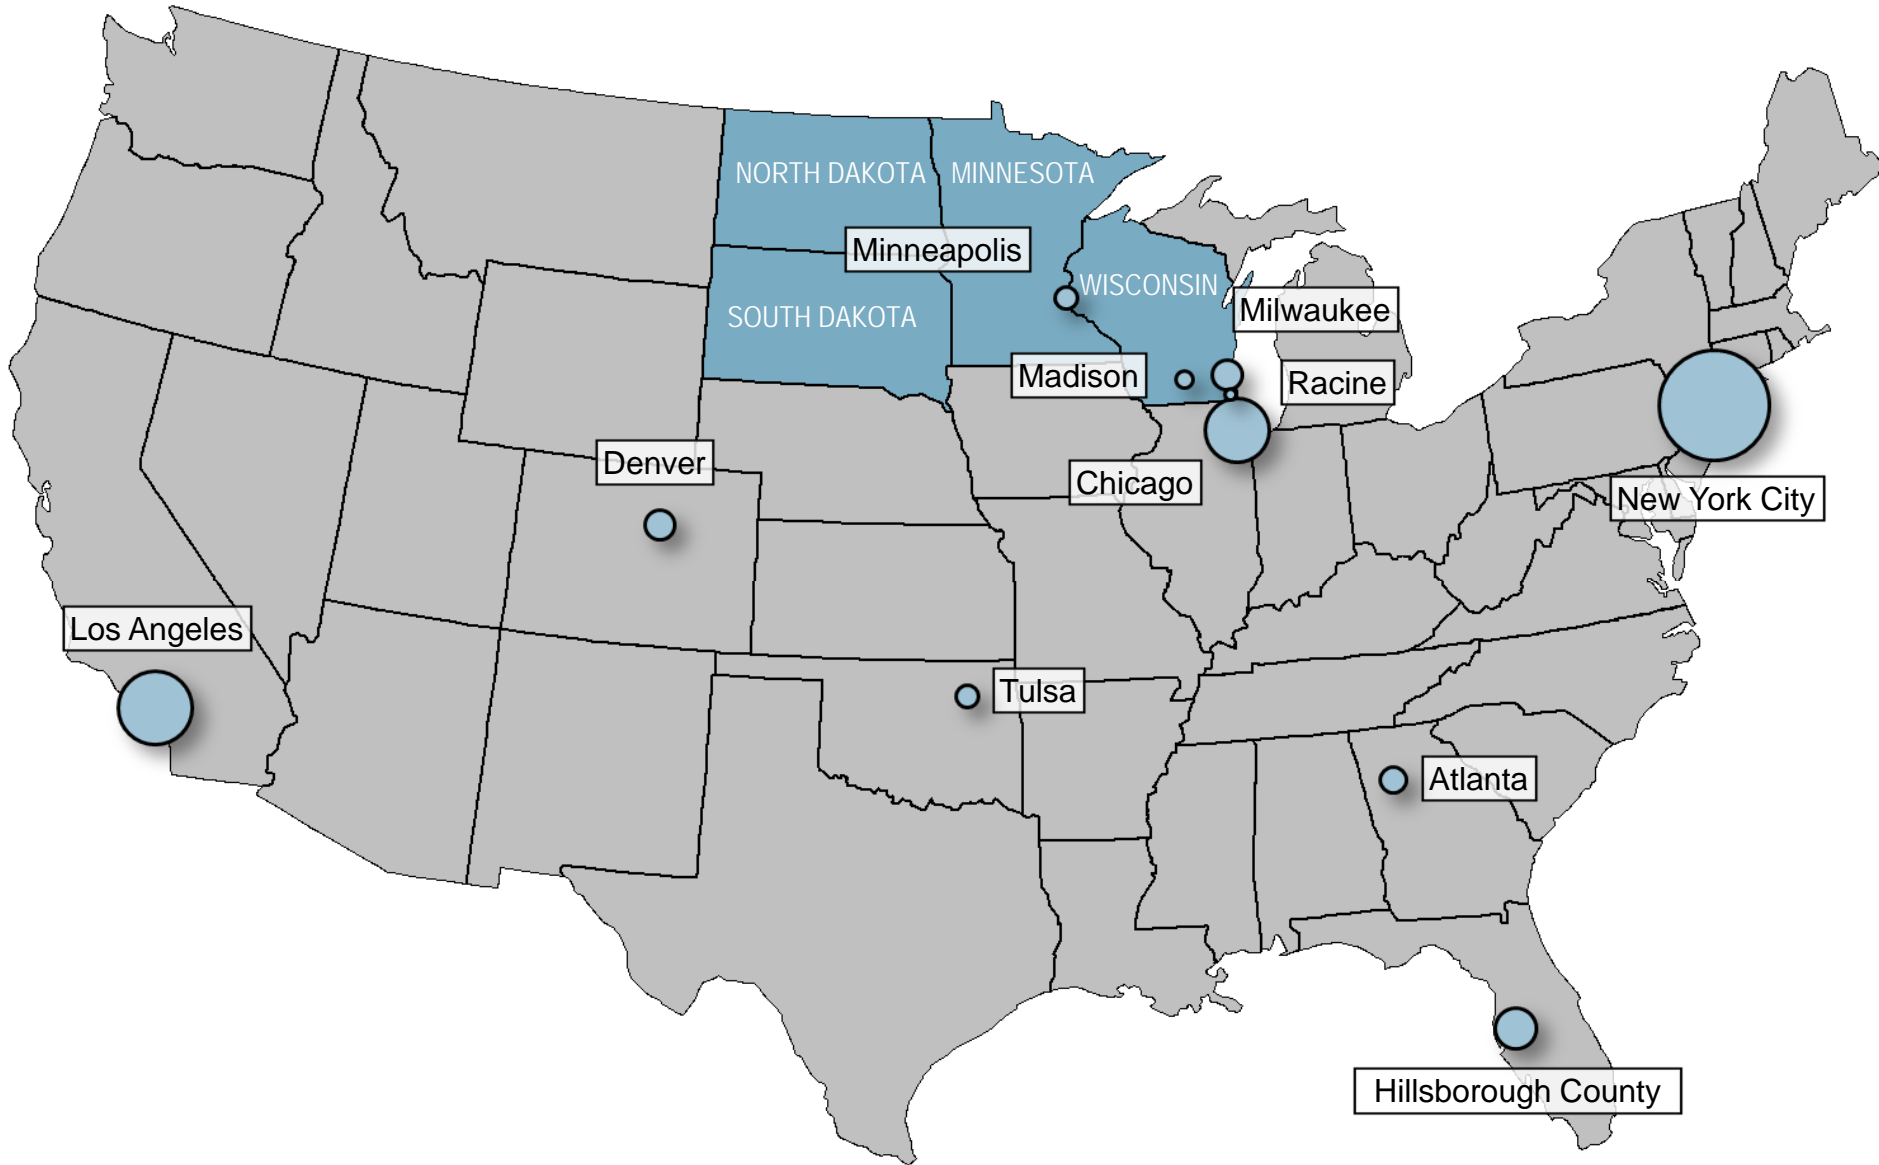 NORTH DAKOTA
MINNESOTA
Minneapolis
WISCONSIN
SOUTH DAKOTA
Milwaukee
Madison
Racine
Denver
Chicago
New York City
Los Angeles
Tulsa
Atlanta
Hillsborough County